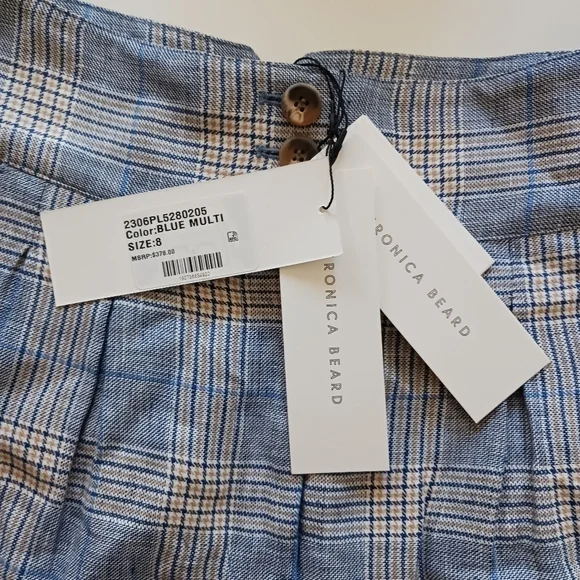 2306PL5280205
Color:BLUE MULTI
SIZE:8
MSRP:$378.00
RONICA BEARD
RONICA BEARD